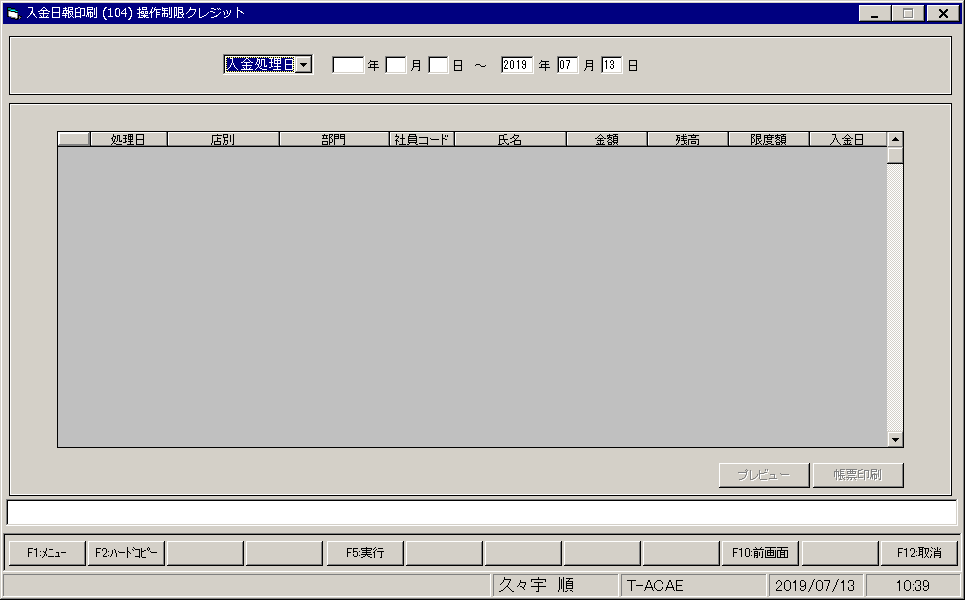 入金日報印刷 (104) 操作制限クレジット
入金処理日 年 月 日 ～ 2019 年 07 月 13 日
処理日 店別 部門 社員コード 氏名 金額 残高 限度額 入金日
プレビュー 帳票印刷
F1:ﾒﾆｭｰ F2:ﾊｰﾄﾞｺﾋﾟｰ F5:実行 F10:前画面 F12:取消
久々宇 順 T-ACAE 2019/07/13 10:39